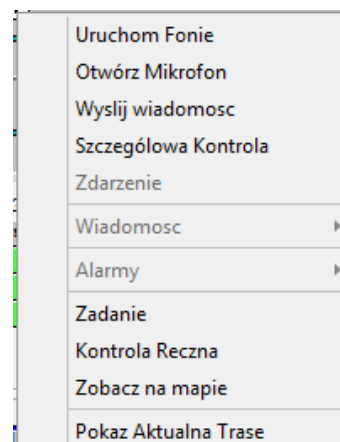 Uruchom Fonie
Otwórz Mikrofon
Wyslij wiadomosc
Szczególowa Kontrola
Zdarzenie
Wiadomosc
Alarmy
Zadanie
Kontrola Reczna
Zobacz na mapie
Pokaz Aktualna Trase